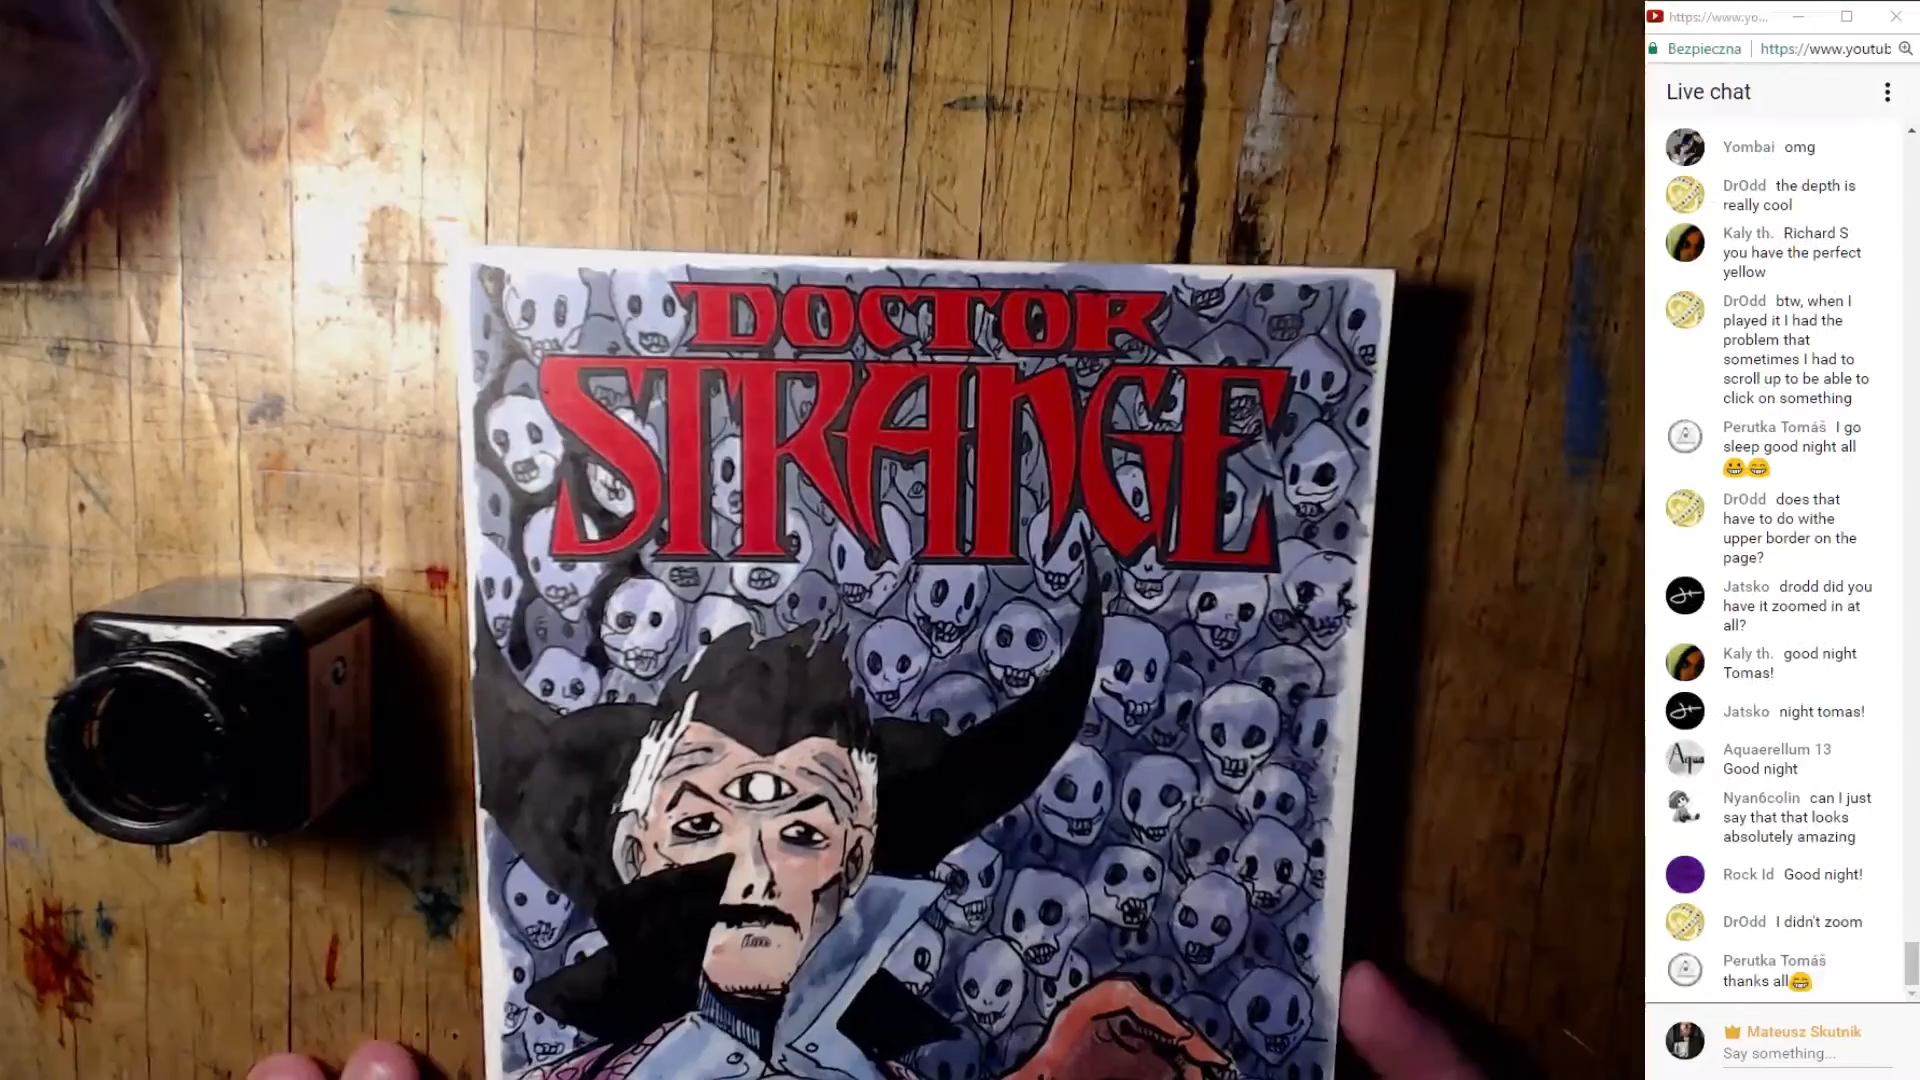 DOCTOR
STRANGE
https://www.yo...
Bezpieczna
https://www.youtub
Live chat
Yombai omg
DrOdd the depth is
really cool
Kaly th. Richard S
you have the perfect
yellow
DrOdd btw, when I
played it I had the
problem that
sometimes I had to
scroll up to be able to
click on something
Perutka Tomáš I go
sleep good night all
DrOdd does that
have to do withe
upper border on the
page?
Jatsko drodd did you
have it zoomed in at
all?
Kaly th. good night
Tomas!
Jatsko night tomas!
Aqua
Aquaerellum 13
Good night
Nyan6colin can I just
say that that looks
absolutely amazing
Rock Id Good night!
DrOdd I didn't zoom
Perutka Tomáš
thanks all
Mateusz Skutnik
Say something...